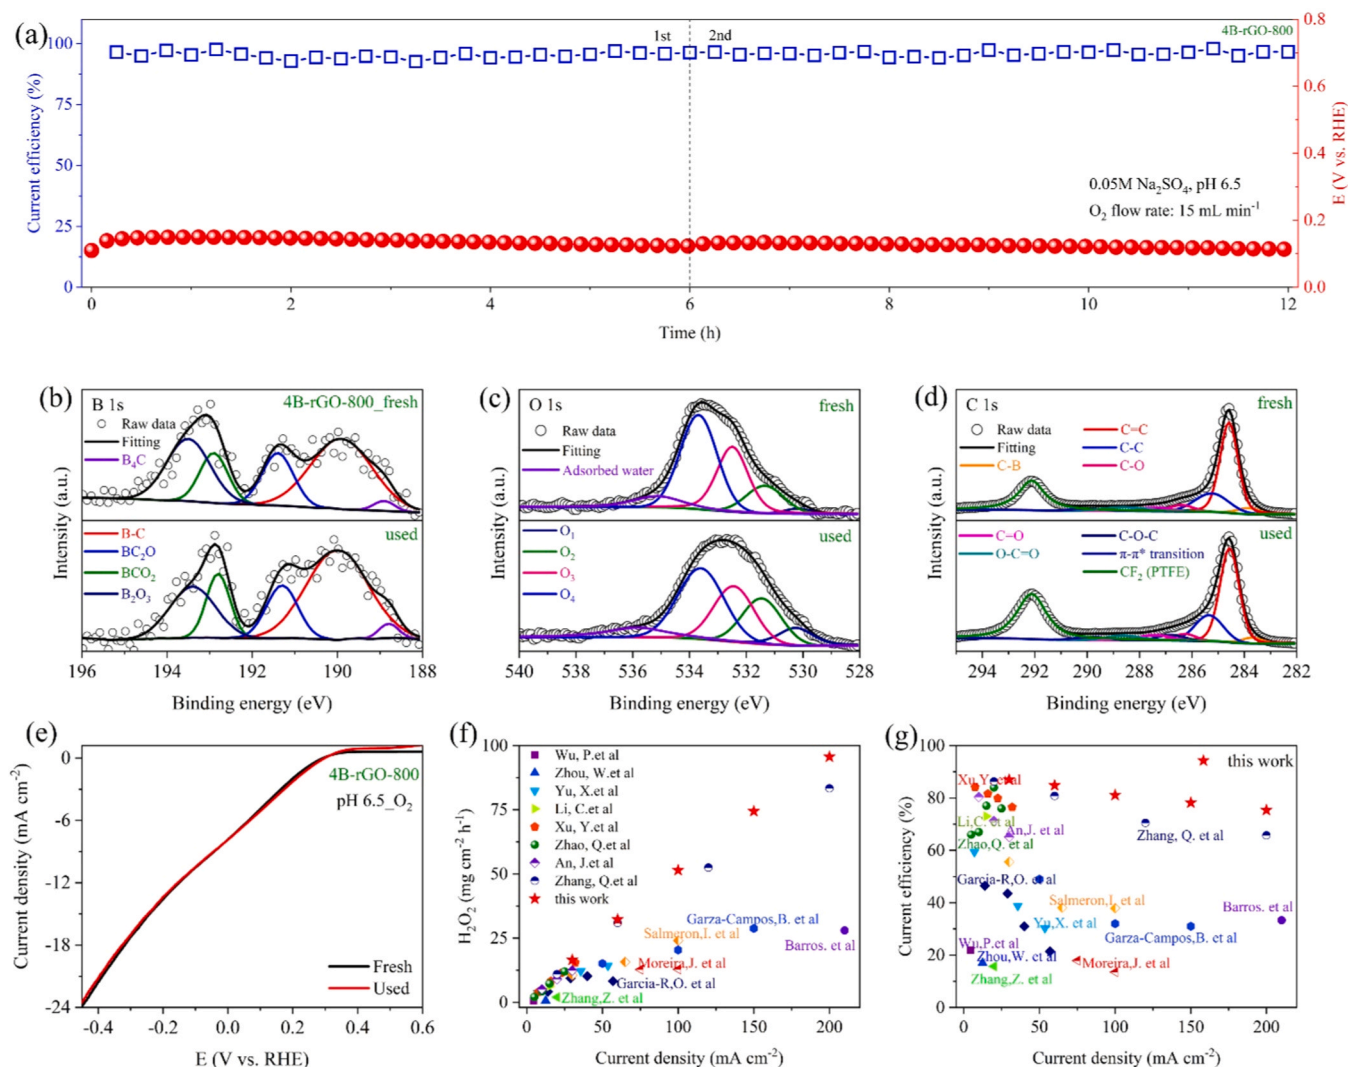 (a)
1st
2nd
4B-rGO-800
0.05M Na₂SO₄, pH 6.5
O₂ flow rate: 15 mL min⁻¹
Current efficiency (%)
100
75
50
25
0
E (V vs. RHE)
0.8
0.6
0.4
0.2
0.0
0 2 4 6 8 10 12
Time (h)
(b)
B 1s
4B-rGO-800_fresh
Raw data
Fitting
B₄C
used
B-C
BC₂O
BCO₂
B₂O₃
Intensity (a.u.)
196 194 192 190 188
Binding energy (eV)
(c)
O 1s
fresh
Raw data
Fitting
Adsorbed water
used
O₁
O₂
O₃
O₄
Intensity (a.u.)
540 538 536 534 532 530 528
Binding energy (eV)
(d)
C 1s
fresh
Raw data
Fitting
C-B
C=C
C-C
C-O
used
C=O
O-C=O
C-O-C
π-π* transition
CF₂ (PTFE)
Intensity (a.u.)
294 292 290 288 286 284 282
Binding energy (eV)
(e)
4B-rGO-800
pH 6.5_O₂
Fresh
Used
Current density (mA cm⁻²)
0
-6
-12
-18
-24
-0.4 -0.2 0.0 0.2 0.4 0.6
E (V vs. RHE)
(f)
Wu, P.et al
Zhou, W.et al
Yu, X.et al
Li, C.et al
Xu, Y.et al
Zhao, Q.et al
An, J.et al
Zhang, Q.et al
this work
Garza-Campos,B. et al
Salmeron,I. et al
Barros. et al
Moreira,J. et al
Garcia-R,O. et al
Zhang,Z. et al
H₂O₂ (mg cm⁻² h⁻¹)
100
75
50
25
0
0 50 100 150 200
Current density (mA cm⁻²)
(g)
this work
Xu,Y. et al
Li,C. et al
An,J. et al
Zhang, Q. et al
Zhao,Q. et al
Garcia-R,O. et al
Salmeron,I. et al
Barros. et al
Yu,X. et al
Garza-Campos,B. et al
Wu,P.et al
Zhou,W. et al
Moreira,J. et al
Zhang,Z. et al
Current efficiency (%)
100
80
60
40
20
0
0 50 100 150 200
Current density (mA cm⁻²)